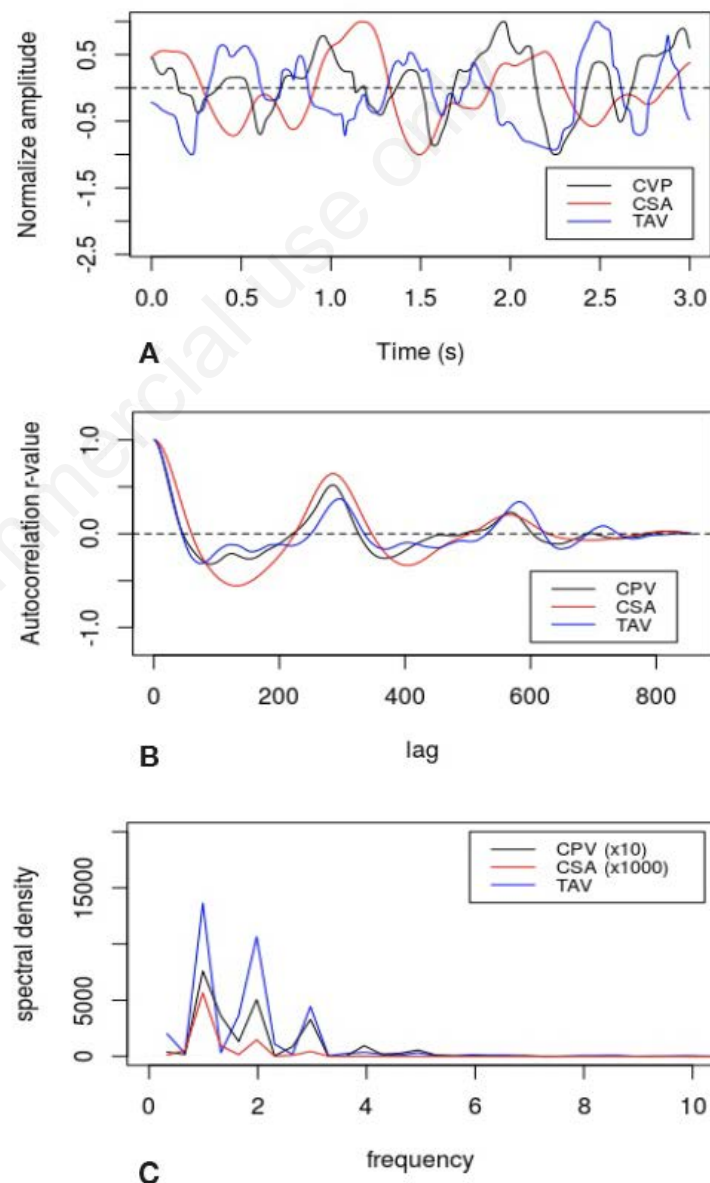 Normalize amplitude
0.5
-0.5
-1.5
-2.5
CVP
CSA
TAV
0.0 0.5 1.0 1.5 2.0 2.5 3.0
Time (s)
A
Autocorrelation r-value
1.0
0.0
-1.0
CPV
CSA
TAV
0 200 400 600 800
lag
B
spectral density
15000
5000
0
CPV (x10)
CSA (x1000)
TAV
0 2 4 6 8 10
frequency
C
mmercial use only